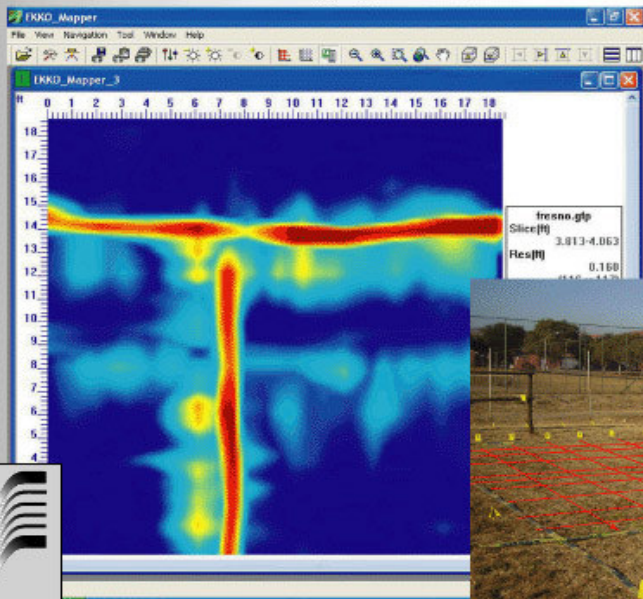 EKKO_Mapper
File View Navigation Tool Window Help
EKKO_Mapper_3
ft 0 1 2 3 4 5 6 7 8 9 10 11 12 13 14 15 16 17 18
18
17
16
15
14
13
12
11
10
9
8
7
6
5
4
fresno.gfp
Slice(ft)
3.813-4.063
Res(ft)
0.160